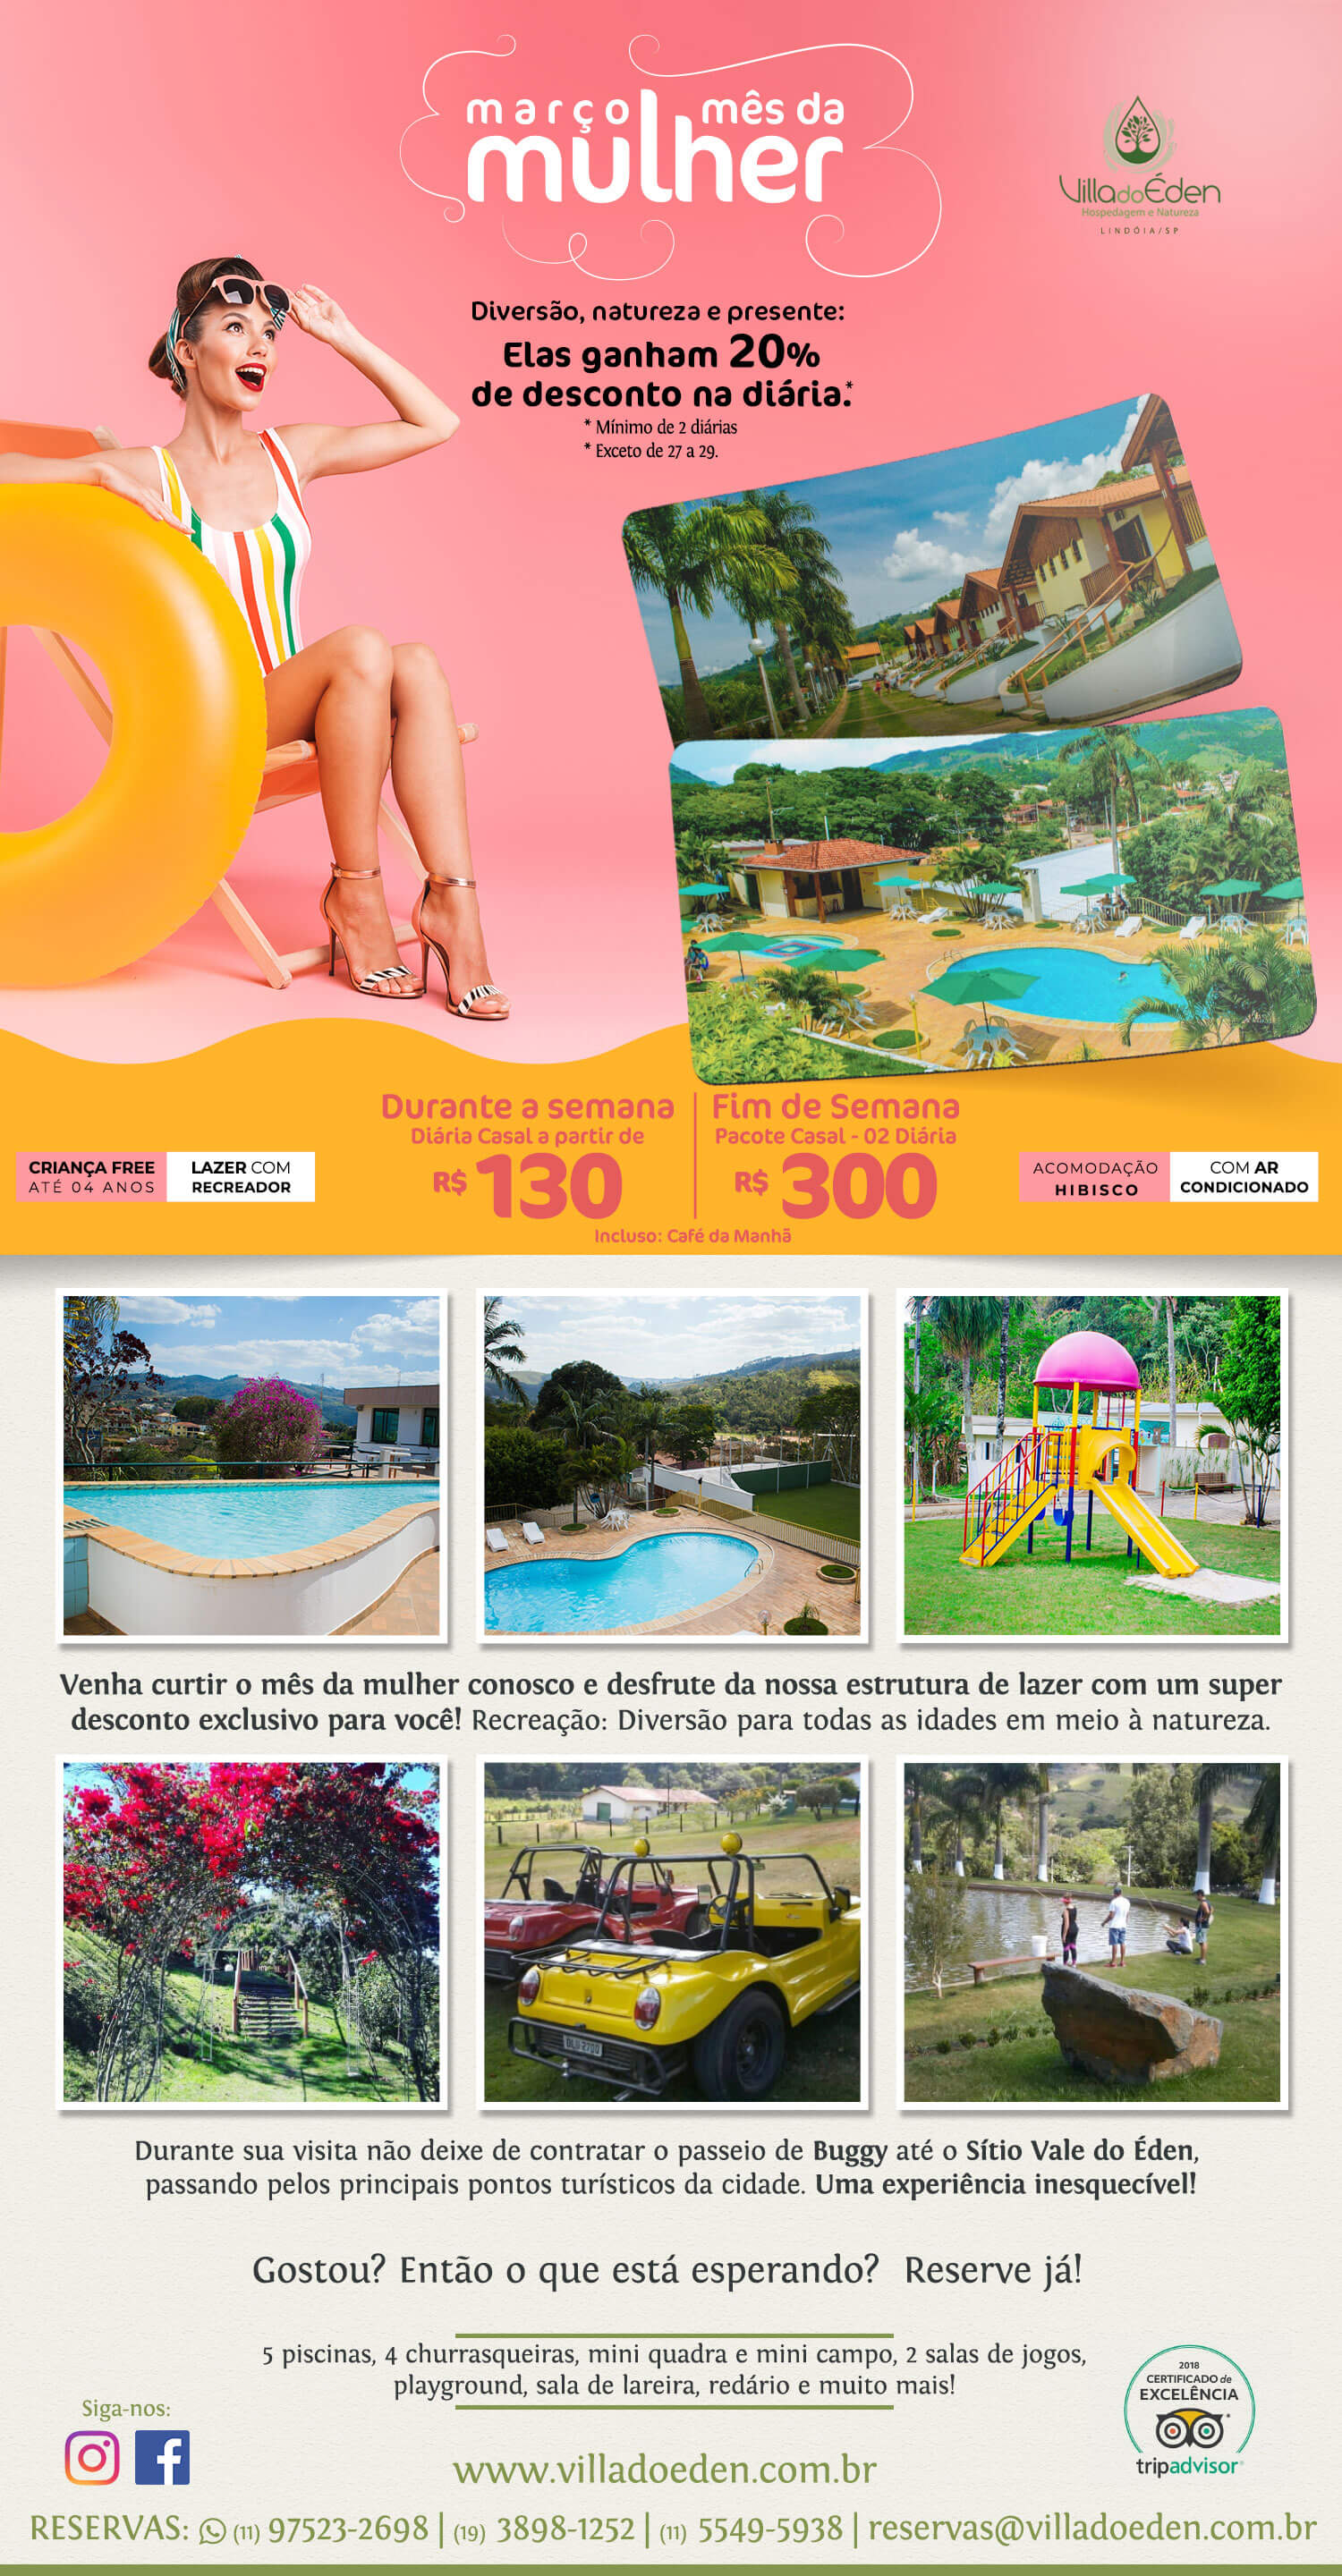 março mês da
mulher
Villa do Éden
Hospedagem e Natureza
LINDÓIA/SP
Diversão, natureza e presente:
Elas ganham 20%
de desconto na diária.*
* Mínimo de 2 diárias
* Exceto de 27 a 29.
Durante a semana
Diária Casal a partir de
R$ 130
Fim de Semana
Pacote Casal - 02 Diária
R$ 300
Incluso: Café da Manhã
CRIANÇA FREE
ATÉ 04 ANOS
LAZER COM
RECREADOR
ACOMODAÇÃO
HIBISCO
COM AR
CONDICIONADO
Venha curtir o mês da mulher conosco e desfrute da nossa estrutura de lazer com um super
desconto exclusivo para você! Recreação: Diversão para todas as idades em meio à natureza.
Durante sua visita não deixe de contratar o passeio de Buggy até o Sítio Vale do Éden,
passando pelos principais pontos turísticos da cidade. Uma experiência inesquecível!
Gostou? Então o que está esperando? Reserve já!
5 piscinas, 4 churrasqueiras, mini quadra e mini campo, 2 salas de jogos,
playground, sala de lareira, redário e muito mais!
Siga-nos:
2018
CERTIFICADO de
EXCELÊNCIA
tripadvisor
www.villadoeden.com.br
RESERVAS: (11) 97523-2698 | (19) 3898-1252 | (11) 5549-5938 | reservas@villadoeden.com.br